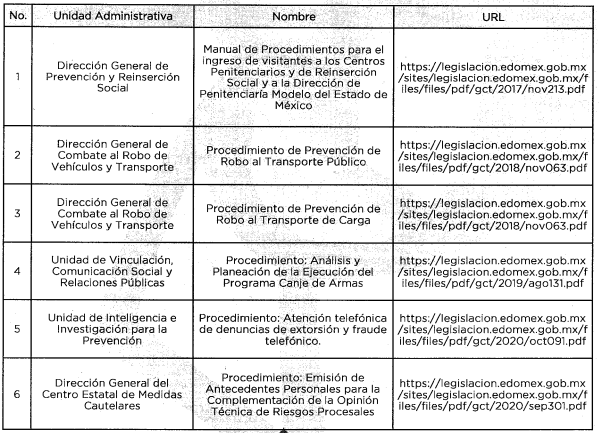 No. Unidad Administrativa Nombre URL
1
Dirección General de
Prevención y Reinserción
Social
Manual de Procedimientos para el
ingreso de visitantes a los Centros
Penitenciarios y de Reinserción
Social y a la Dirección de
Penitenciaría Modelo del Estado de
México
https://legislacion.edomex.gob.mx
/sites/legislacion.edomex.gob.mx/f
iles/files/pdf/gct/2017/nov213.pdf
2
Dirección General de
Combate al Robo de
Vehículos y Transporte
Procedimiento de Prevención de
Robo al Transporte Público
https://legislacion.edomex.gob.mx
/sites/legislacion.edomex.gob.mx/f
iles/files/pdf/gct/2018/nov063.pdf
3
Dirección General de
Combate al Robo de
Vehículos y Transporte
Procedimiento de Prevención de
Robo al Transporte de Carga
https://legislacion.edomex.gob.mx
/sites/legislacion.edomex.gob.mx/f
iles/files/pdf/gct/2018/nov063.pdf
4
Unidad de Vinculación,
Comunicación Social y
Relaciones Públicas
Procedimiento: Análisis y
Planeación de la Ejecución del
Programa Canje de Armas
https://legislacion.edomex.gob.mx
/sites/legislacion.edomex.gob.mx/f
iles/files/pdf/gct/2019/ago131.pdf
5
Unidad de Inteligencia e
Investigación para la
Prevención
Procedimiento: Atención telefónica
de denuncias de extorsión y fraude
telefónico.
https://legislacion.edomex.gob.mx
/sites/legislacion.edomex.gob.mx/f
iles/files/pdf/gct/2020/oct091.pdf
6
Dirección General del
Centro Estatal de Medidas
Cautelares
Procedimiento: Emisión de
Antecedentes Personales para la
Complementación de la Opinión
Técnica de Riesgos Procesales
https://legislacion.edomex.gob.mx
/sites/legislacion.edomex.gob.mx/f
iles/files/pdf/gct/2020/sep301.pdf